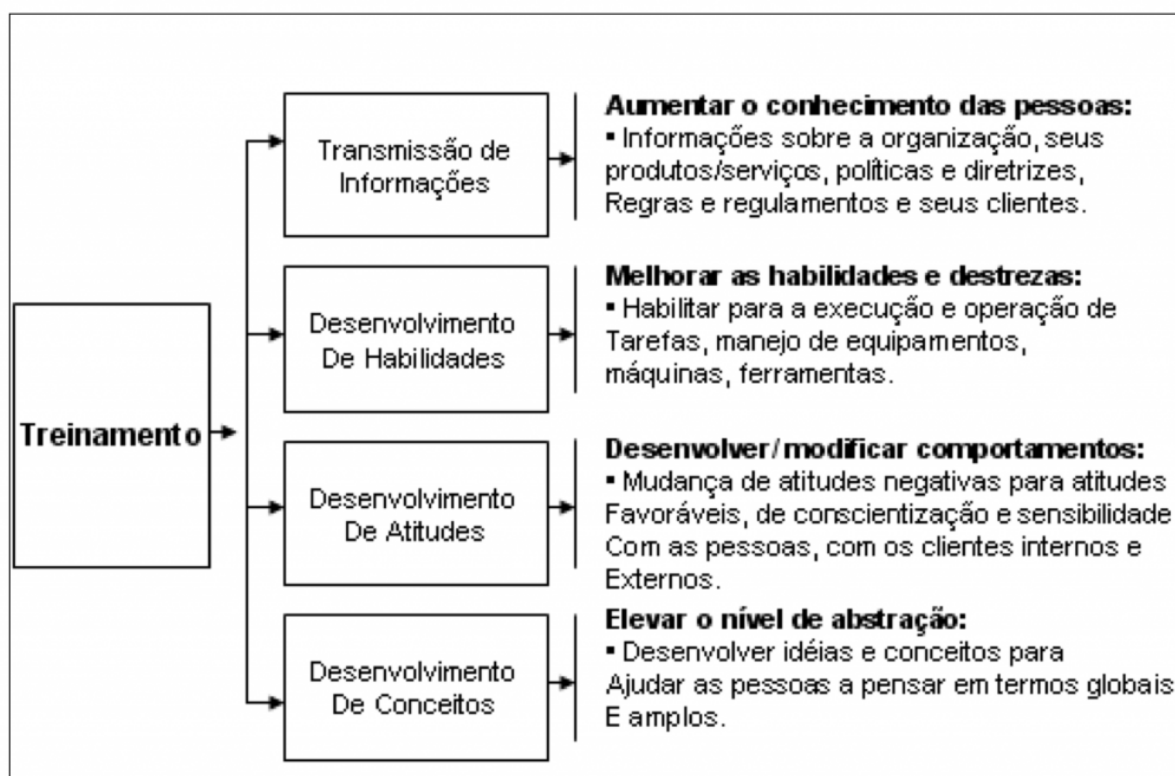 Treinamento
Transmissão de
Informações
Aumentar o conhecimento das pessoas:
▪ Informações sobre a organização, seus
produtos/serviços, políticas e diretrizes,
Regras e regulamentos e seus clientes.
Desenvolvimento
De Habilidades
Melhorar as habilidades e destrezas:
▪ Habilitar para a execução e operação de
Tarefas, manejo de equipamentos,
máquinas, ferramentas.
Desenvolvimento
De Atitudes
Desenvolver/modificar comportamentos:
▪ Mudança de atitudes negativas para atitudes
Favoráveis, de conscientização e sensibilidade
Com as pessoas, com os clientes internos e
Externos.
Desenvolvimento
De Conceitos
Elevar o nível de abstração:
▪ Desenvolver idéias e conceitos para
Ajudar as pessoas a pensar em termos globais
E amplos.